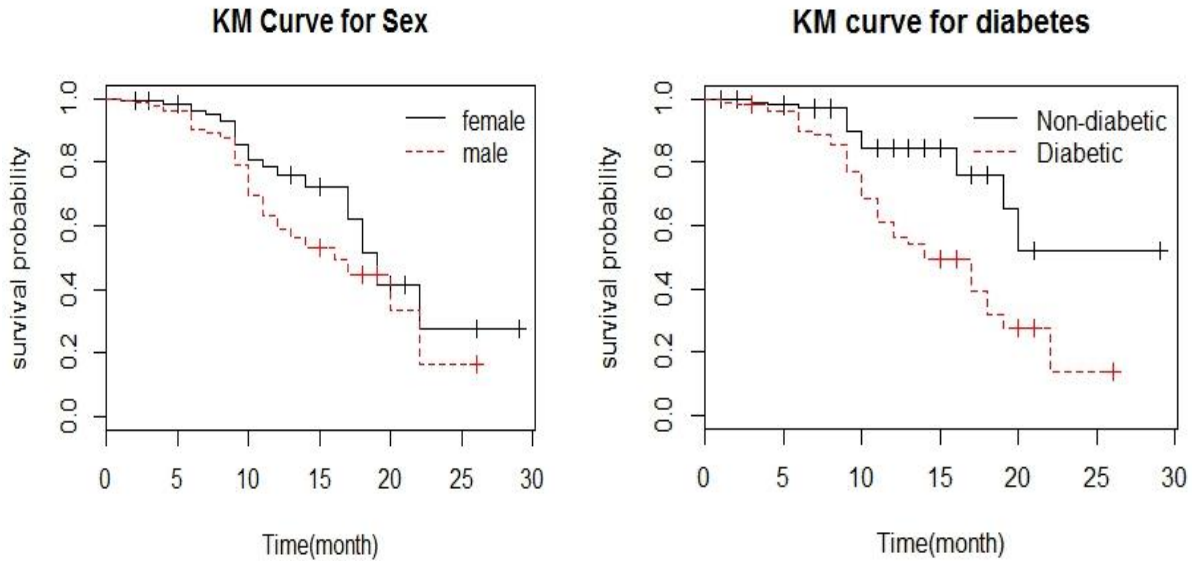 KM Curve for Sex
survival probability
1.0
0.8
0.6
0.4
0.2
0.0
female
male
0 5 10 15 20 25 30
Time(month)
KM curve for diabetes
survival probability
1.0
0.8
0.6
0.4
0.2
0.0
Non-diabetic
Diabetic
0 5 10 15 20 25 30
Time(month)